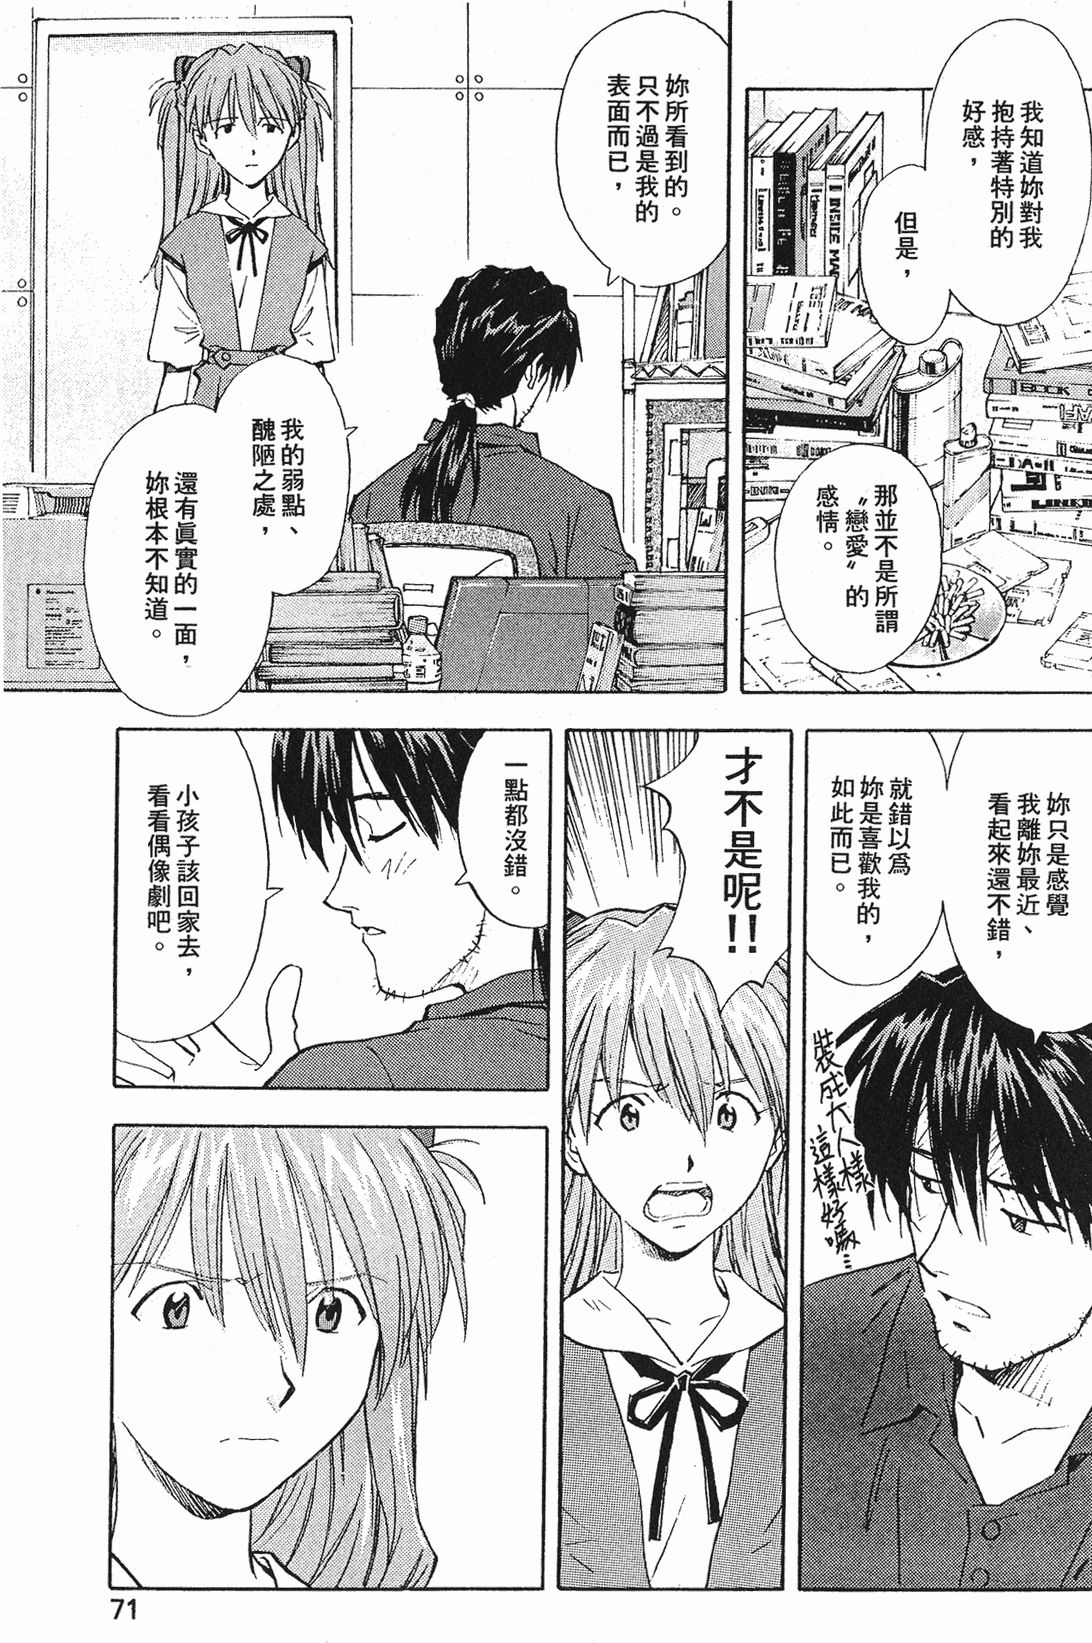 我知道妳對我
抱持著特別的
好感，
但是，
INSIDE MAC
BOOK
那並不是所謂
〝戀愛〞的
感情。
妳所看到的。
只不過是我的
表面而已，
我的弱點、
醜陋之處，
還有眞實的一面，
妳根本不知道。
妳只是感覺
我離妳最近、
看起來還不錯，
就錯以爲
妳是喜歡我的，
如此而已。
裝成大人樣
這樣好嗎…
才不是呢!!
一點都沒錯。
小孩子該回家去，
看看偶像劇吧。
71